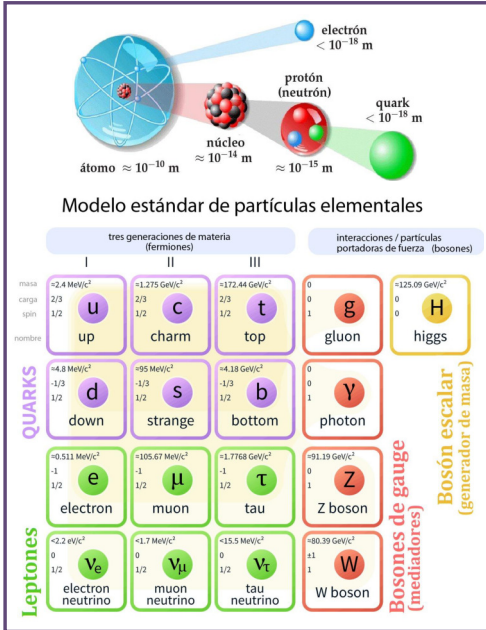 electrón
< 10⁻¹⁸ m
protón
(neutrón)
quark
< 10⁻¹⁸ m
núcleo
átomo ≈ 10⁻¹⁰ m
≈ 10⁻¹⁴ m
≈ 10⁻¹⁵ m
Modelo estándar de partículas elementales
tres generaciones de materia
(fermiones)
interacciones / partículas
portadoras de fuerza (bosones)
I II III
masa
carga
spin
nombre
≈2.4 MeV/c²
2/3
1/2
u
up
≈1.275 GeV/c²
2/3
1/2
c
charm
≈172.44 GeV/c²
2/3
1/2
t
top
0
0
1
g
gluon
≈125.09 GeV/c²
0
0
H
higgs
QUARKS
≈4.8 MeV/c²
-1/3
1/2
d
down
≈95 MeV/c²
-1/3
1/2
s
strange
≈4.18 GeV/c²
-1/3
1/2
b
bottom
0
0
1
γ
photon
≈0.511 MeV/c²
-1
1/2
e
electron
≈105.67 MeV/c²
-1
1/2
μ
muon
≈1.7768 GeV/c²
-1
1/2
τ
tau
≈91.19 GeV/c²
0
1
Z
Z boson
Leptones
<2.2 eV/c²
0
1/2
νe
electron
neutrino
<1.7 MeV/c²
0
1/2
νμ
muon
neutrino
<15.5 MeV/c²
0
1/2
ντ
tau
neutrino
≈80.39 GeV/c²
±1
1
W
W boson
Bosones de gauge
(mediadores)
Bosón escalar
(generador de masa)